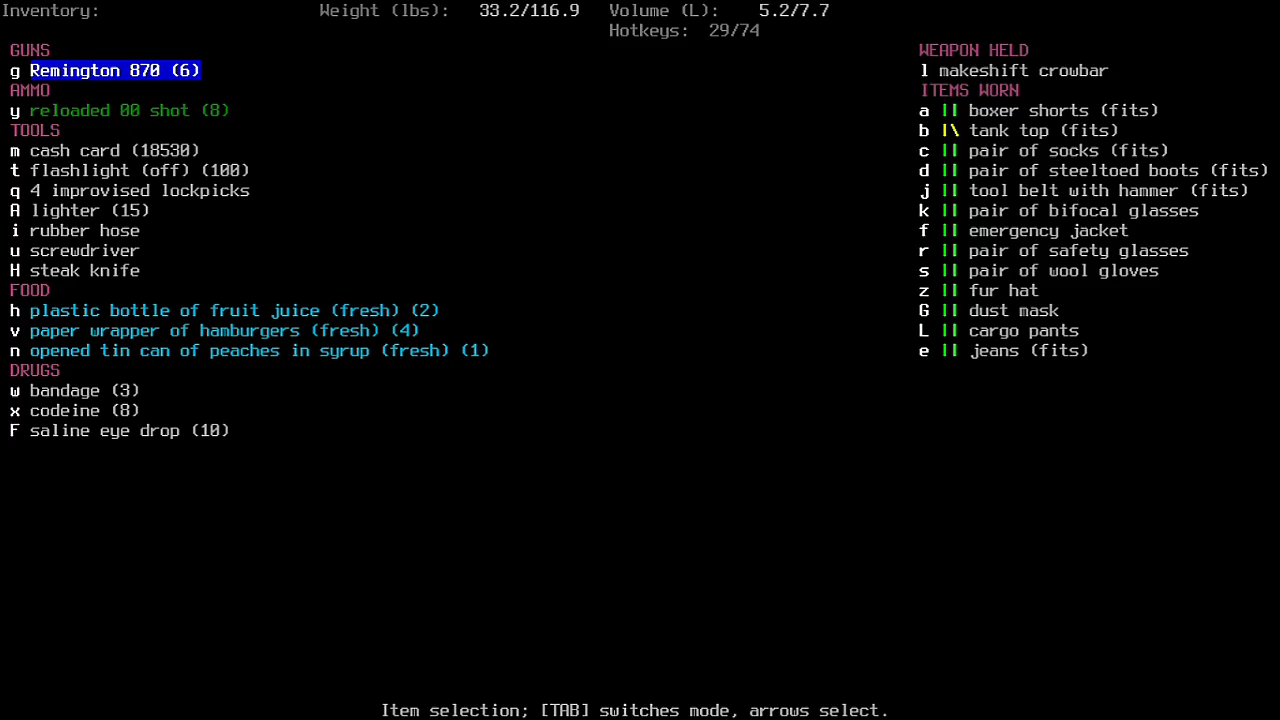 Inventory: Weight (lbs): 33.2/116.9 Volume (L): 5.2/7.7
Hotkeys: 29/74
GUNS
g Remington 870 (6)
AMMO
y reloaded 00 shot (8)
TOOLS
m cash card (18530)
t flashlight (off) (100)
q 4 improvised lockpicks
A lighter (15)
i rubber hose
u screwdriver
H steak knife
FOOD
h plastic bottle of fruit juice (fresh) (2)
v paper wrapper of hamburgers (fresh) (4)
n opened tin can of peaches in syrup (fresh) (1)
DRUGS
w bandage (3)
x codeine (8)
F saline eye drop (10)
WEAPON HELD
l makeshift crowbar
ITEMS WORN
a || boxer shorts (fits)
b |\ tank top (fits)
c || pair of socks (fits)
d || pair of steeltoed boots (fits)
j || tool belt with hammer (fits)
k || pair of bifocal glasses
f || emergency jacket
r || pair of safety glasses
s || pair of wool gloves
z || fur hat
G || dust mask
L || cargo pants
e || jeans (fits)
Item selection; [TAB] switches mode, arrows select.